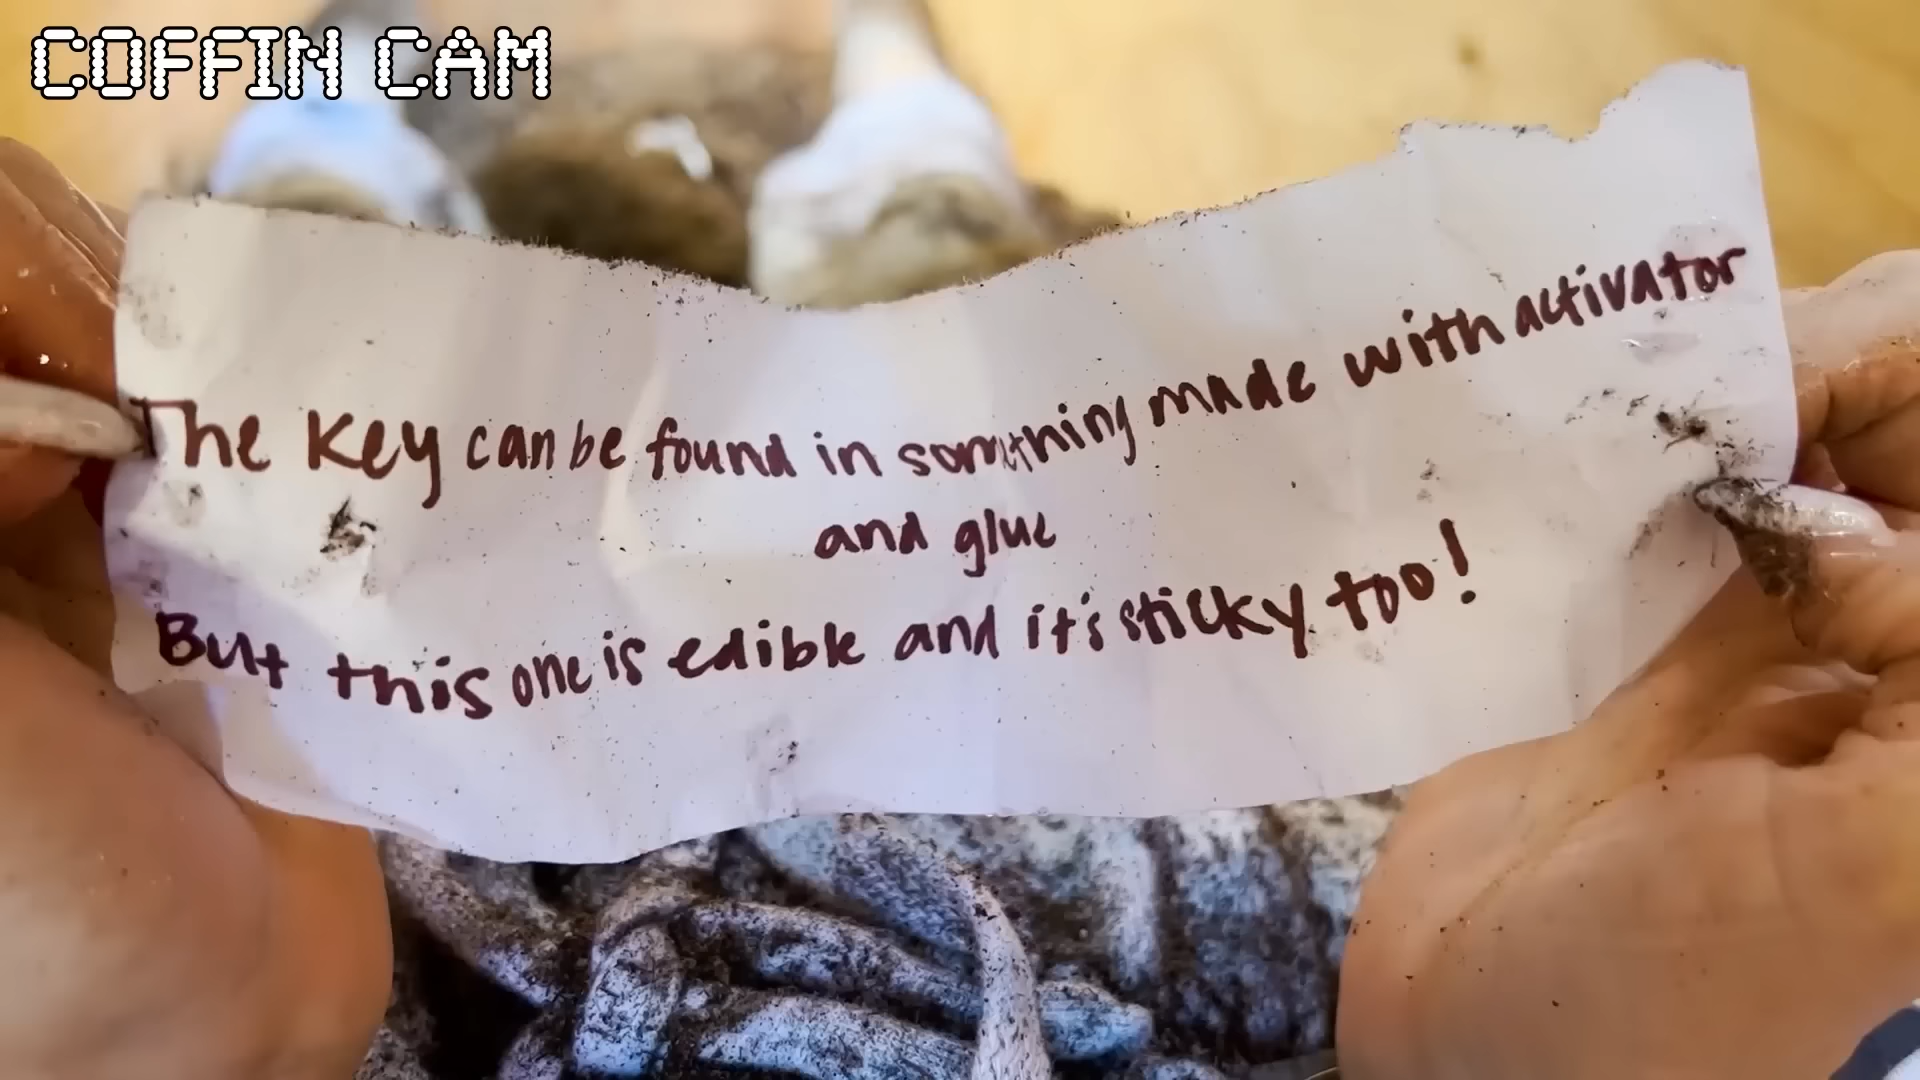 COFFIN CAM
The Key can be found in something made with activator
and glue
But this one is edible and it's sticky too!